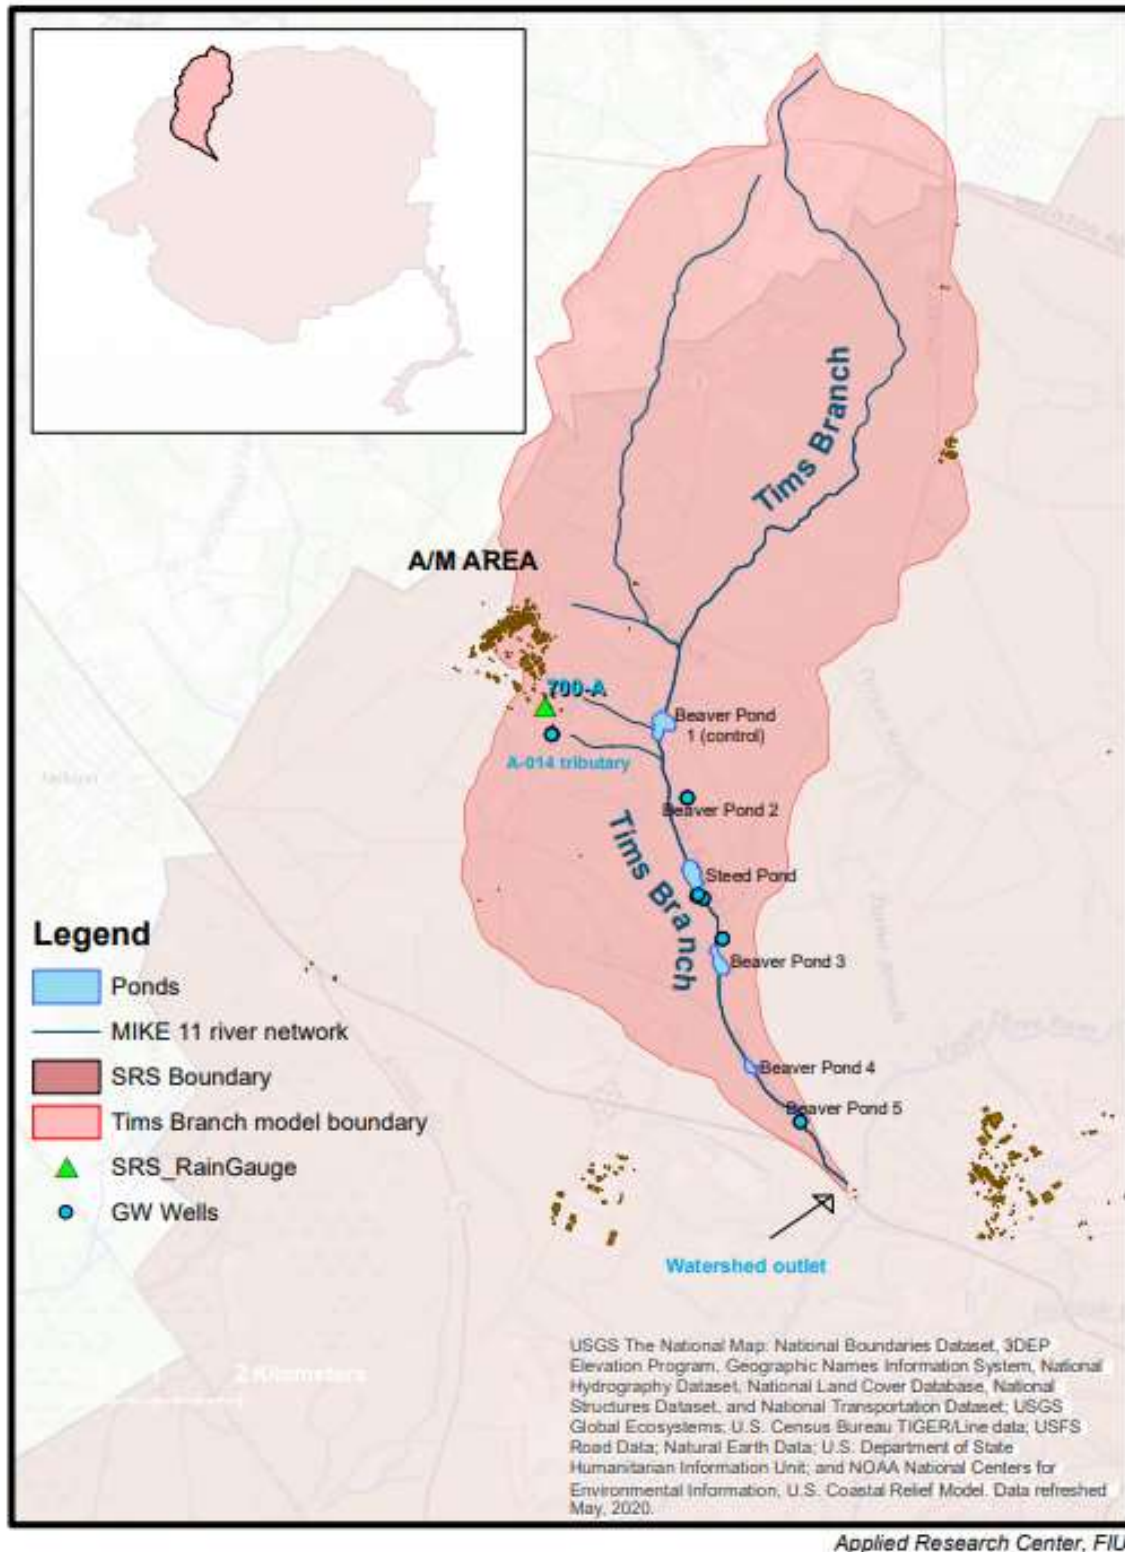 Tims Branch
A/M AREA
700-A
Beaver Pond
1 (control)
A-014 tributary
Beaver Pond 2
Tims Branch
Steed Pond
Beaver Pond 3
Beaver Pond 4
Beaver Pond 5
Watershed outlet
Legend
Ponds
MIKE 11 river network
SRS Boundary
Tims Branch model boundary
SRS_RainGauge
GW Wells
2 Kilometers
USGS The National Map: National Boundaries Dataset, 3DEP
Elevation Program, Geographic Names Information System, National
Hydrography Dataset, National Land Cover Database, National
Structures Dataset, and National Transportation Dataset; USGS
Global Ecosystems; U.S. Census Bureau TIGER/Line data; USFS
Road Data; Natural Earth Data; U.S. Department of State
Humanitarian Information Unit; and NOAA National Centers for
Environmental Information, U.S. Coastal Relief Model. Data refreshed
May, 2020.
Applied Research Center, FIU